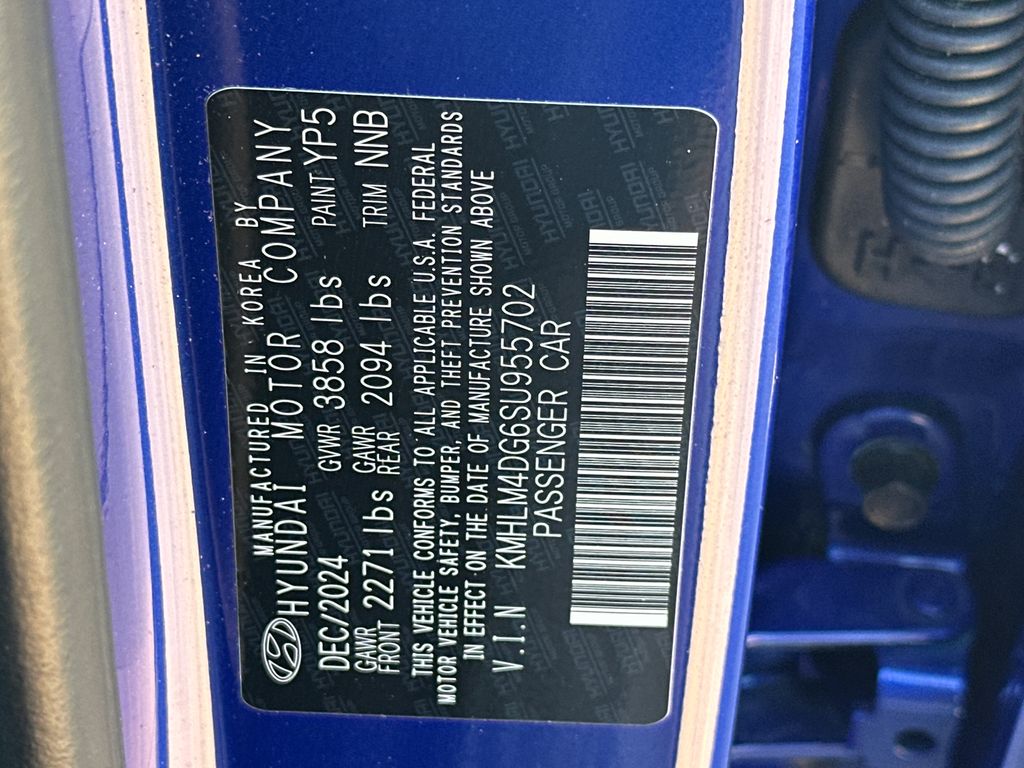 MANUFACTURED IN KOREA BY
HYUNDAI MOTOR COMPANY
DEC/2024 GVWR 3858 lbs PAINT YP5
GAWR FRONT 2271 lbs GAWR REAR 2094 lbs TRIM NNB
THIS VEHICLE CONFORMS TO ALL APPLICABLE U.S.A. FEDERAL
MOTOR VEHICLE SAFETY, BUMPER, AND THEFT PREVENTION STANDARDS
IN EFFECT ON THE DATE OF MANUFACTURE SHOWN ABOVE
V.I.N KMHLM4DG6SU955702
PASSENGER CAR